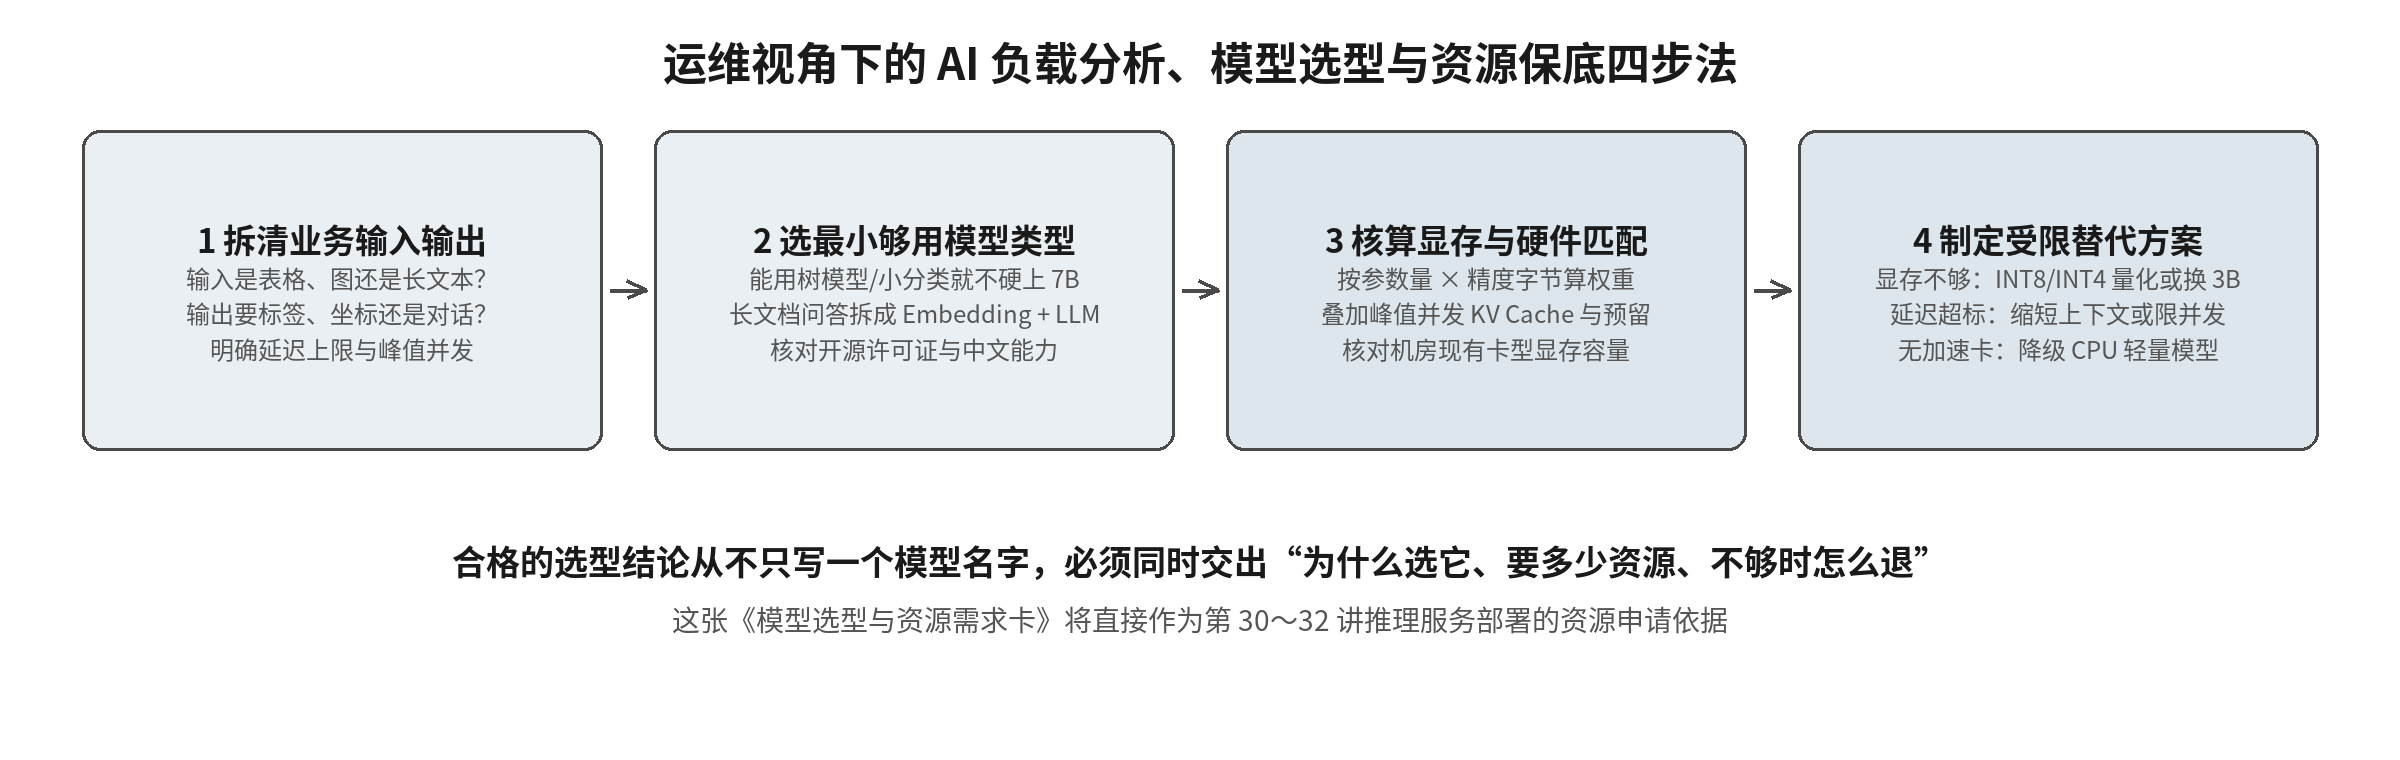 运维视角下的 AI 负载分析、模型选型与资源保底四步法
1 拆清业务输入输出
输入是表格、图还是长文本？
输出要标签、坐标还是对话？
明确延迟上限与峰值并发
2 选最小够用模型类型
能用树模型/小分类就不硬上 7B
长文档问答拆成 Embedding + LLM
核对开源许可证与中文能力
3 核算显存与硬件匹配
按参数量 × 精度字节算权重
叠加峰值并发 KV Cache 与预留
核对机房现有卡型显存容量
4 制定受限替代方案
显存不够：INT8/INT4 量化或换 3B
延迟超标：缩短上下文或限并发
无加速卡：降级 CPU 轻量模型
合格的选型结论从不只写一个模型名字，必须同时交出“为什么选它、要多少资源、不够时怎么退”
这张《模型选型与资源需求卡》将直接作为第 30～32 讲推理服务部署的资源申请依据